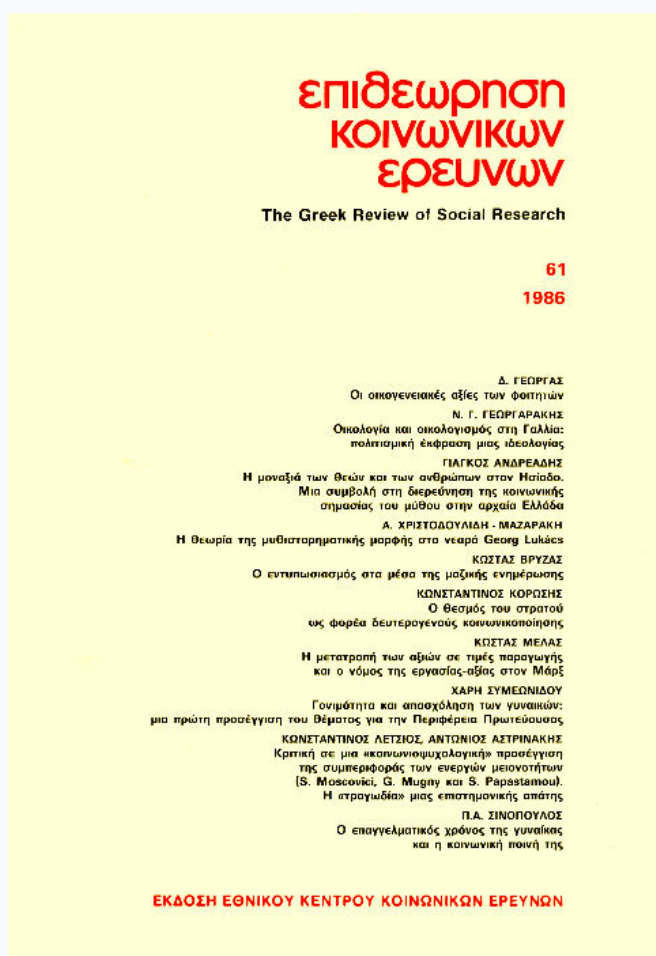 επιθεωρηση
κοινωνικων
ερευνων
The Greek Review of Social Research
61
1986
Δ. ΓΕΩΡΓΑΣ
Οι οικογενειακές αξίες των φοιτητών
Ν. Γ. ΓΕΩΡΓΑΡΑΚΗΣ
Οικολογία και οικολογισμός στη Γαλλία:
πολιτισμική έκφραση μιας ιδεολογίας
ΓΙΑΓΚΟΣ ΑΝΔΡΕΑΔΗΣ
Η μοναξιά των θεών και των ανθρώπων στον Ησίοδο.
Μια συμβολή στη διερεύνηση της κοινωνικής
σημασίας του μύθου στην αρχαία Ελλάδα
Α. ΧΡΙΣΤΟΔΟΥΛΙΔΗ - ΜΑΖΑΡΑΚΗ
Η θεωρία της μυθιστορηματικής μορφής στο νεαρό Georg Lukács
ΚΩΣΤΑΣ ΒΡΥΖΑΣ
Ο εντυπωσιασμός στα μέσα της μαζικής ενημέρωσης
ΚΩΝΣΤΑΝΤΙΝΟΣ ΚΟΡΩΣΗΣ
Ο θεσμός του στρατού
ως φορέα δευτερογενούς κοινωνικοποίησης
ΚΩΣΤΑΣ ΜΕΛΑΣ
Η μετατροπή των αξιών σε τιμές παραγωγής
και ο νόμος της εργασίας-αξίας στον Μάρξ
ΧΑΡΗ ΣΥΜΕΩΝΙΔΟΥ
Γονιμότητα και απασχόληση των γυναικών:
μια πρώτη προσέγγιση του θέματος για την Περιφέρεια Πρωτεύουσας
ΚΩΝΣΤΑΝΤΙΝΟΣ ΛΕΤΣΙΟΣ, ΑΝΤΩΝΙΟΣ ΑΣΤΡΙΝΑΚΗΣ
Κριτική σε μια «κοινωνιοψυχολογική» προσέγγιση
της συμπεριφοράς των ενεργών μειονοτήτων
(S. Moscovici, G. Mugny και S. Papastamou).
Η «τραγωδία» μιας επιστημονικής απάτης
Π.Α. ΣΙΝΟΠΟΥΛΟΣ
Ο επαγγελματικός χρόνος της γυναίκας
και η κοινωνική ποινή της
ΕΚΔΟΣΗ ΕΘΝΙΚΟΥ ΚΕΝΤΡΟΥ ΚΟΙΝΩΝΙΚΩΝ ΕΡΕΥΝΩΝ